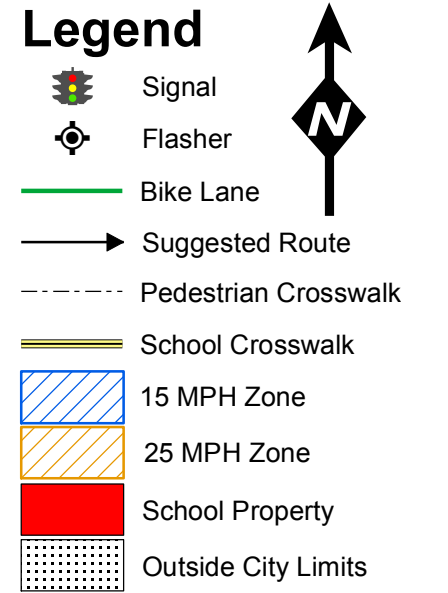 Legend
N
Signal
Flasher
Bike Lane
Suggested Route
Pedestrian Crosswalk
School Crosswalk
15 MPH Zone
25 MPH Zone
School Property
Outside City Limits